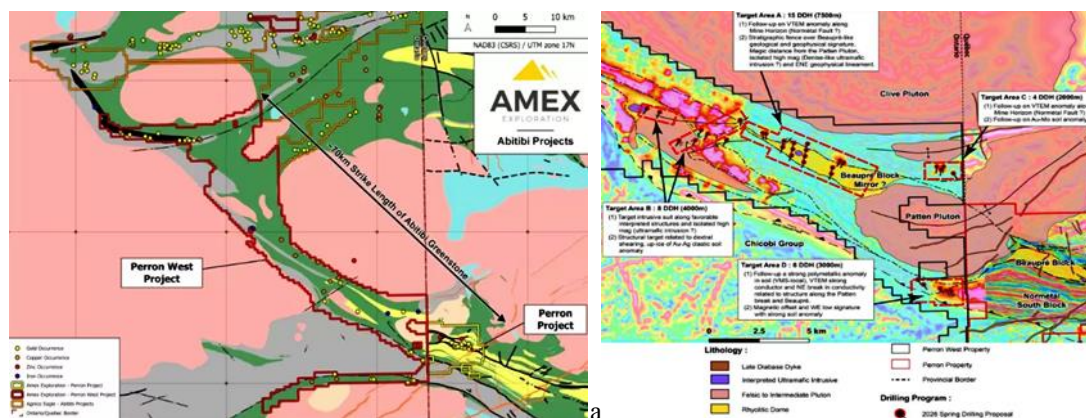 0 5 10 km
N
NAD83 (CSRS) / UTM zone 17N
AMEX
EXPLORATION
Abitibi Projects
~70km Strike Length of Abitibi Greenstone
Perron West
Project
Perron
Project
Gold Occurrence
Copper Occurrence
Zinc Occurrence
Iron Occurrence
Amex Exploration - Perron Project
Amex Exploration - Perron West Project
Agnico Eagle - Abitibi Projects
Ontario/Québec Border
a
Target Area A : 15 DDH (7500m)
(1) Follow-up on VTEM anomaly along
Mine Horizon (Normetal Fault ?)
(2) Stratigraphic fence over Beaupré-like
geological and geophysical signature.
Magic distance from the Patten Pluton,
isolated high mag (Denise-like ultramafic
intrusion ?) and ENE geophysical lineament.
Québec
Ontario
Clive Pluton
Target Area C : 4 DDH (2000m)
(1) Follow-up on VTEM anomaly along
Mine Horizon (Normetal Fault ?)
(2) Follow-up on Au-Mo soil anomaly
Beaupre Block
Mirror ?
Target Area B : 8 DDH (4000m)
(1) Target intrusive suit along favorable
interpreted structures and isolated high
mag (ultramafic intrusion ?)
(2) Structural target related to dextral
shearing, up-ice of Au-Ag clastic soil
anomaly
Patten Pluton
Chicobi Group
Target Area D : 6 DDH (3000m)
(1) Follow-up a strong polymetallic anomaly
in soil (VMS-local), VTEM strong
conductor and NE break in conductivity
related to structure along the Patten
break and Beaupré.
(2) Magnetic offset and WE low signature
with strong soil anomaly
Beaupre Block
Normetal
South Block
0 2.5 5 km
Lithology :
Late Diabase Dyke
Interpreted Ultramafic Intrusive
Felsic to Intermediate Pluton
Rhyolitic Dome
Perron West Property
Perron Property
Provincial Border
Drilling Program :
2026 Spring Drilling Proposal